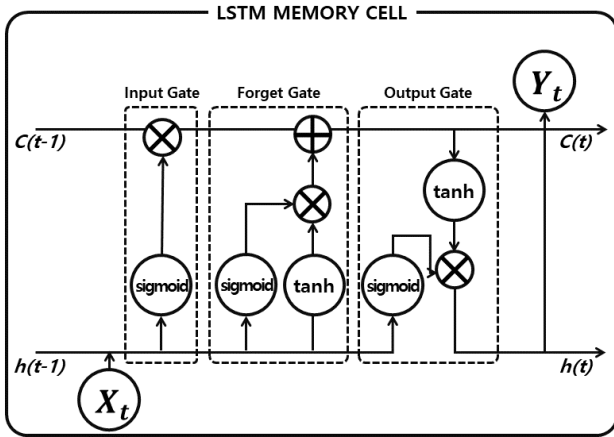 LSTM MEMORY CELL
Input Gate
Forget Gate
Output Gate
Y_t
C(t-1)
C(t)
tanh
sigmoid
sigmoid
tanh
sigmoid
h(t-1)
h(t)
X_t